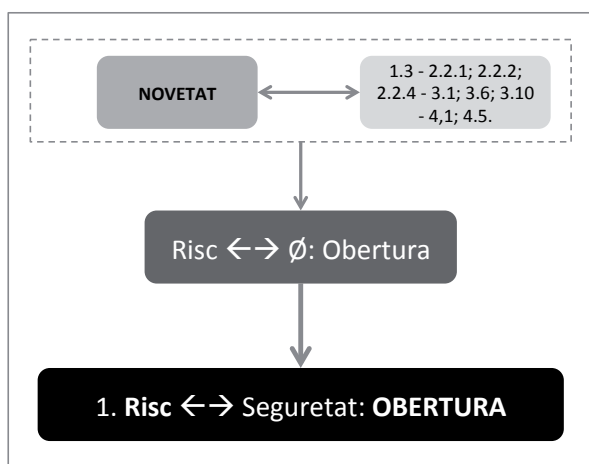 NOVETAT
1.3 - 2.2.1; 2.2.2;
2.2.4 - 3.1; 3.6; 3.10
- 4,1; 4.5.
Risc ←→ Ø: Obertura
1. Risc ←→ Seguretat: OBERTURA